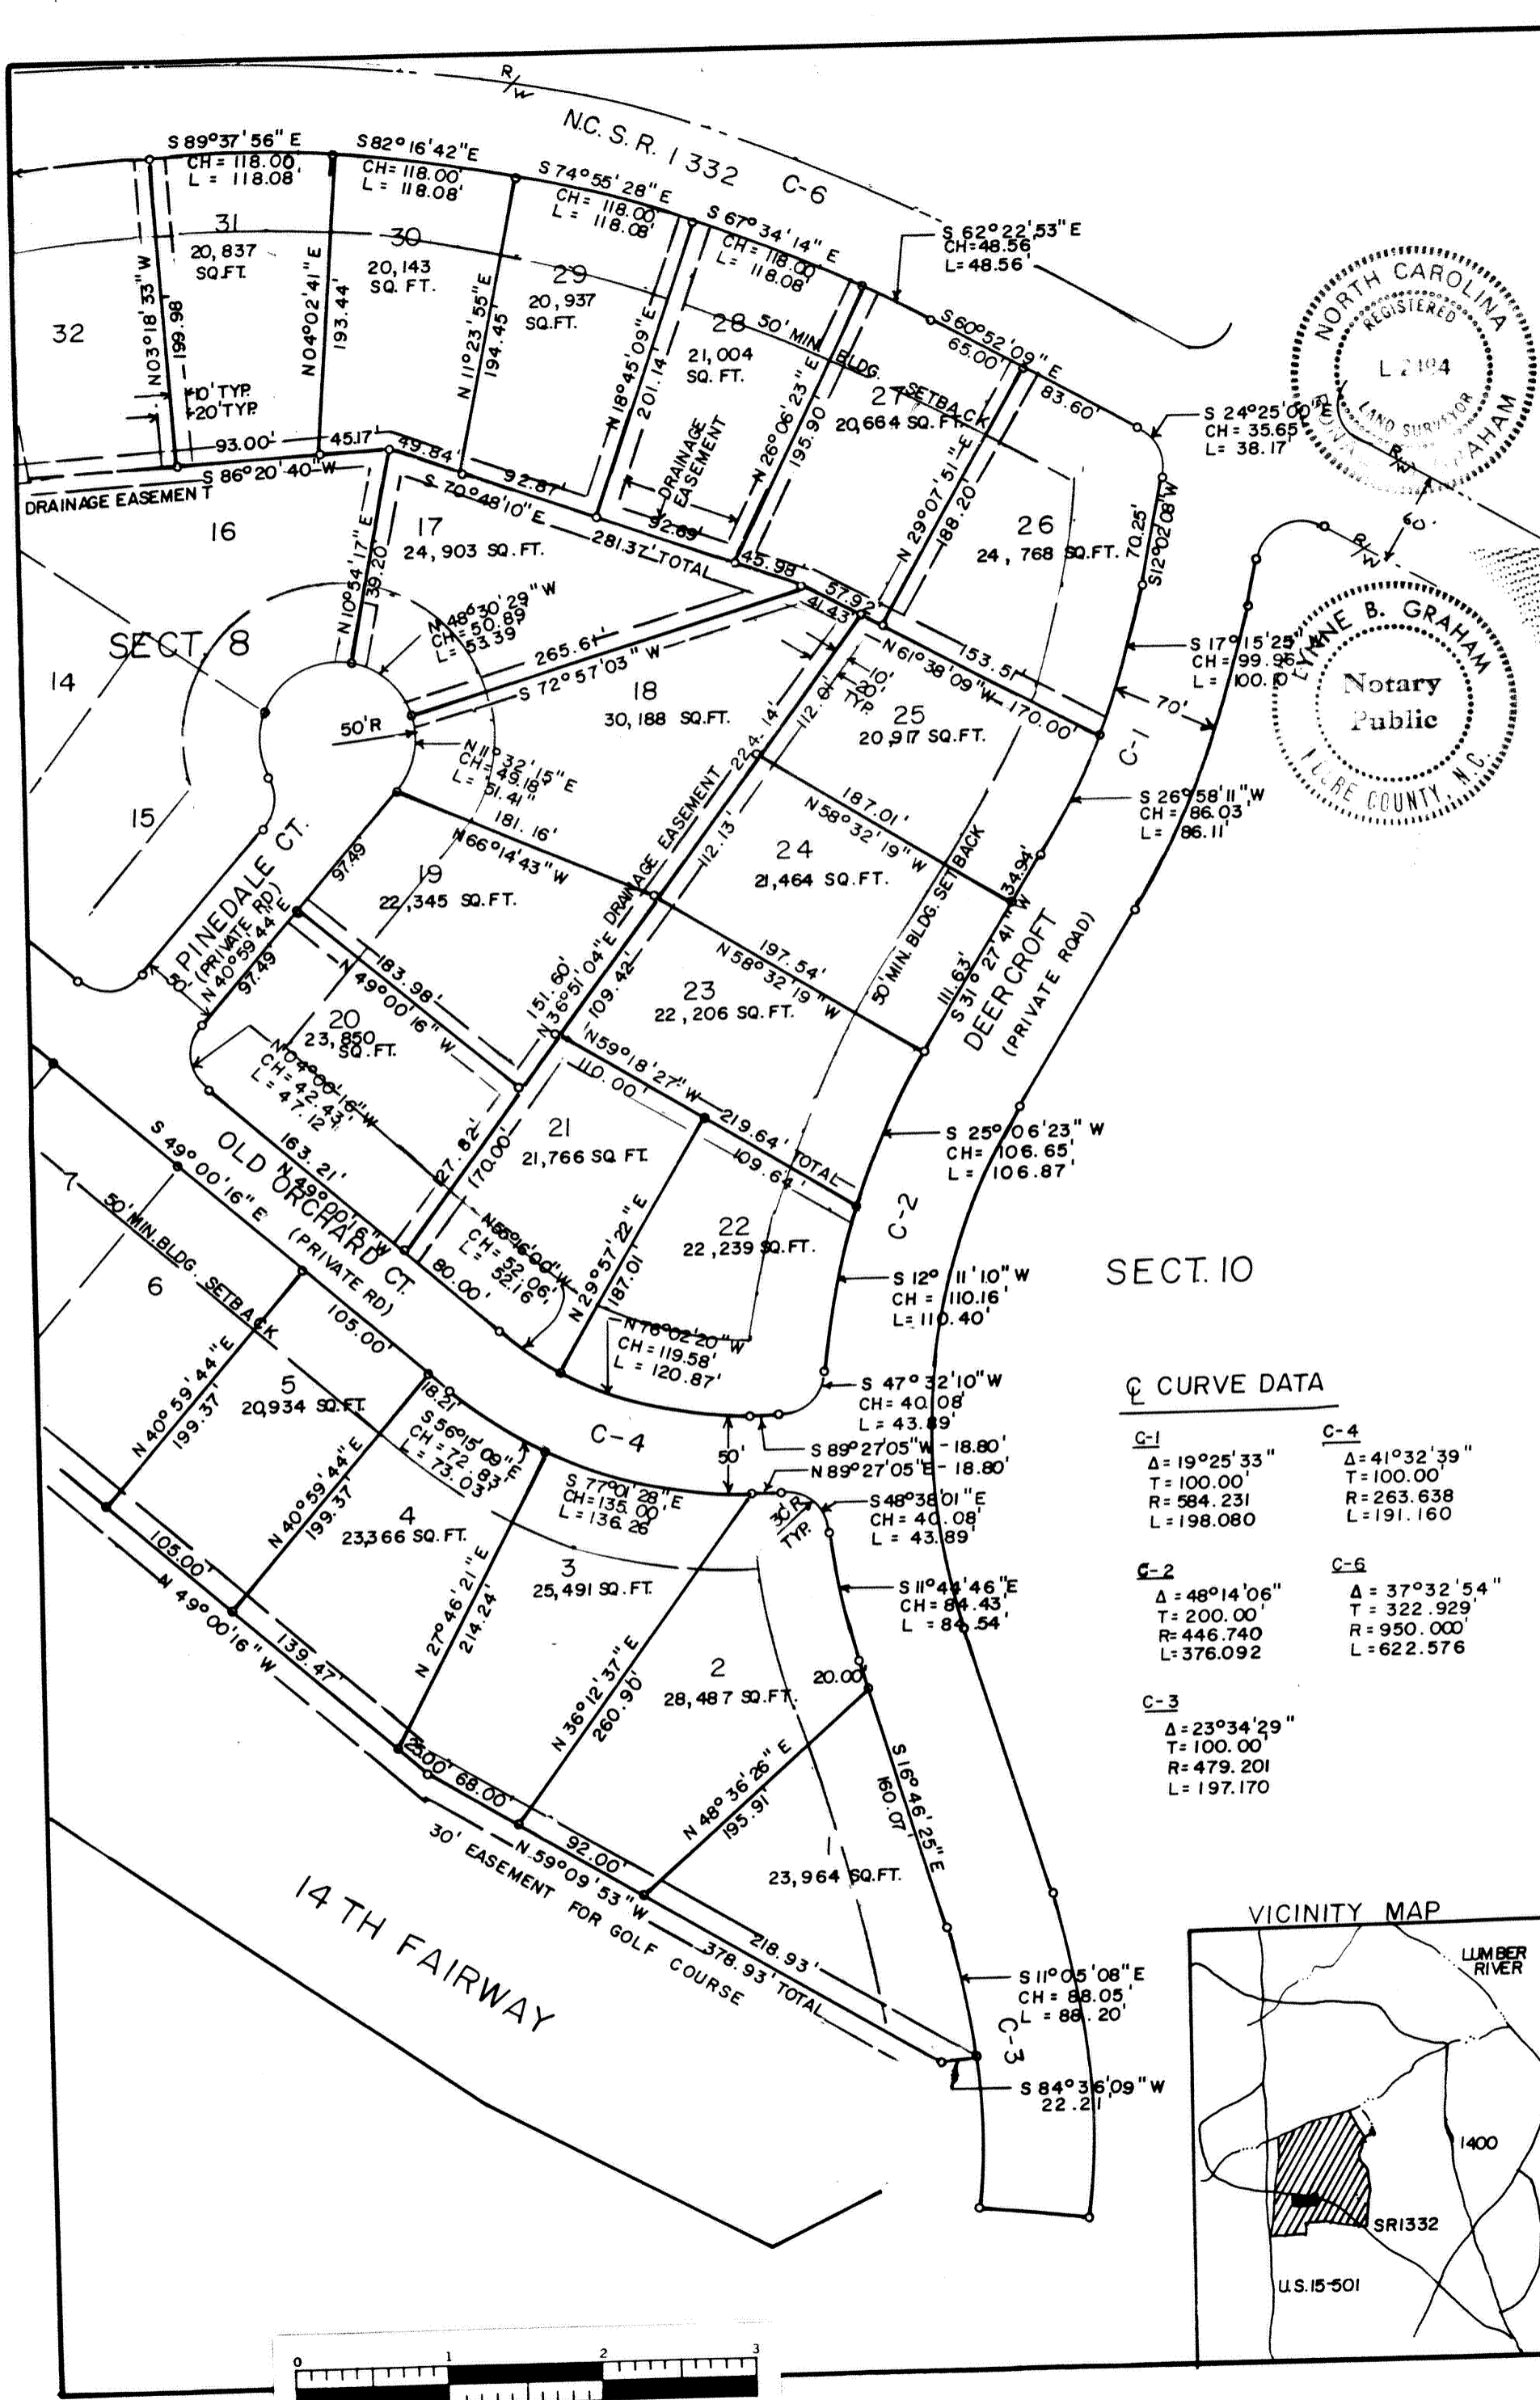 R/W
N.C. S. R. 1332 C-6
S 89°37'56" E
CH = 118.00'
L = 118.08'
S 82°16'42"E
CH= 118.00'
L = 118.08'
S 74°55'28"E
CH = 118.00'
L = 118.08'
S 67°34'14" E
CH = 118.00'
L = 118.08'
S 62°22'53"E
CH=48.56'
L=48.56'
S60°52'09"E
65.00'
83.60'
S 24°25'00"E
CH = 35.65'
L = 38.17'
NORTH CAROLINA
REGISTERED
LAND SURVEYOR
GRAHAM
R/W
60'
R/W
32
31
20,837
SQ.FT.
30
20,143
SQ. FT.
29
20,937
SQ.FT.
28
21,004
SQ. FT.
50' MIN. BLDG. SETBACK
27
20,664 SQ.FT.
26
24,768 SQ.FT.
N03°18'33"W
199.98'
N04°02'41"E
193.44'
N 11°23'55"E
194.45'
N 18°45'09"E
201.14'
N 26°06'23"E
195.90'
N 29°07'51"E
188.20'
70.25'
S12°02'08"W
10' TYP.
20' TYP.
93.00'
45.17'
49.84'
92.87'
92.89'
45.98'
57.92'
41.43'
S 86°20'40"W
DRAINAGE EASEMENT
S 70°48'10"E
281.37' TOTAL
DRAINAGE
EASEMENT
16
17
24,903 SQ.FT.
N 10°54'17"E
139.20'
N 48°30'29"W
CH=50.89'
L= 53.39'
265.61'
S 72°57'03"W
SECT. 8
14
15
50'R
18
30,188 SQ.FT.
N 11°32'15"E
CH= 49.18'
L= 51.41"
181.16'
N66°14'43"W
N 61°38'09"W
153.51'
170.00'
10'
20'
TYP.
25
20,917 SQ.FT.
S 17°15'25"
CH= 99.96'
L= 100.10'
70'
C-1
LYNNE B. GRAHAM
Notary
Public
MOORE COUNTY, N.C.
S 26°58'11"W
CH = 86.03'
L= 86.11'
112.01'
224.14'
112.13'
187.01'
N58°32'19"W
24
21,464 SQ.FT.
34.94'
DRAINAGE EASEMENT
50' MIN. BLDG. SETBACK
PINEDALE CT.
(PRIVATE RD)
N 40°59'44"E
97.49'
97.49'
50'
19
22,345 SQ.FT.
183.98'
N 49°00'16"W
151.60'
N 36°51'04"E
109.42'
197.54'
N58°32'19"W
23
22,206 SQ.FT.
111.63'
S 31°27'41"W
DEERCROFT
(PRIVATE ROAD)
20
23,850
SQ.FT.
N 04°00'16"W
CH=42.43'
L= 47.12'
N59°18'27"W
110.00'
219.64' TOTAL
109.64'
S 25°06'23"W
CH= 106.65'
L= 106.87'
163.21'
N 49°00'16"W
OLD ORCHARD CT.
(PRIVATE RD)
S 49°00'16"E
127.82'
170.00'
21
21,766 SQ FT.
N 29°57'22"E
187.01'
22
22,239 SQ.FT.
C-2
S 12°11'10"W
CH = 110.16'
L= 110.40'
SECT. 10
80.00'
N55°16'00"W
CH= 52.06'
L= 52.16'
N 76°02'20"W
CH= 119.58'
L = 120.87'
S 47°32'10"W
CH= 40.08'
L= 43.89'
S 89°27'05"W - 18.80'
N 89°27'05"E - 18.80'
50'
C-4
7
50' MIN. BLDG. SETBACK
6
5
20,934 SQ.FT.
N 40°59'44"E
199.37'
105.00'
18.21'
S 56°15'09"E
CH= 72.83'
L= 73.03'
S 77°01'28"E
CH=135.00'
L=136.26'
30'R
TYP.
S48°38'01"E
CH= 40.08'
L = 43.89'
S 11°44'46"E
CH= 84.43'
L = 84.54'
N 40°59'44"E
199.37'
4
23,366 SQ.FT.
N 27°46'21"E
214.24'
3
25,491 SQ.FT.
N 36°12'37"E
260.90'
2
28,487 SQ.FT.
20.00'
S 16°46'25"E
160.07'
N 48°36'26"E
195.91'
1
23,964 SQ.FT.
105.00'
N 49°00'16"W
139.47'
25.00'
68.00'
92.00'
N 59°09'53"W
218.93'
378.93' TOTAL
30' EASEMENT FOR GOLF COURSE
14 TH FAIRWAY
S 11°05'08"E
CH = 88.05'
L = 88.20'
C-3
S 84°36'09"W
22.21'
℄ CURVE DATA
C-1
Δ = 19°25'33"
T= 100.00'
R= 584.231
L=198.080
C-4
Δ=41°32'39"
T= 100.00'
R=263.638
L=191.160
C-2
Δ = 48°14'06"
T= 200.00'
R= 446.740
L=376.092
C-6
Δ = 37°32'54"
T = 322.929'
R= 950.000'
L=622.576
C-3
Δ=23°34'29"
T= 100.00'
R= 479.201
L= 197.170
VICINITY MAP
LUMBER
RIVER
1400
SR1332
U.S. 15-501
0 1 2 3